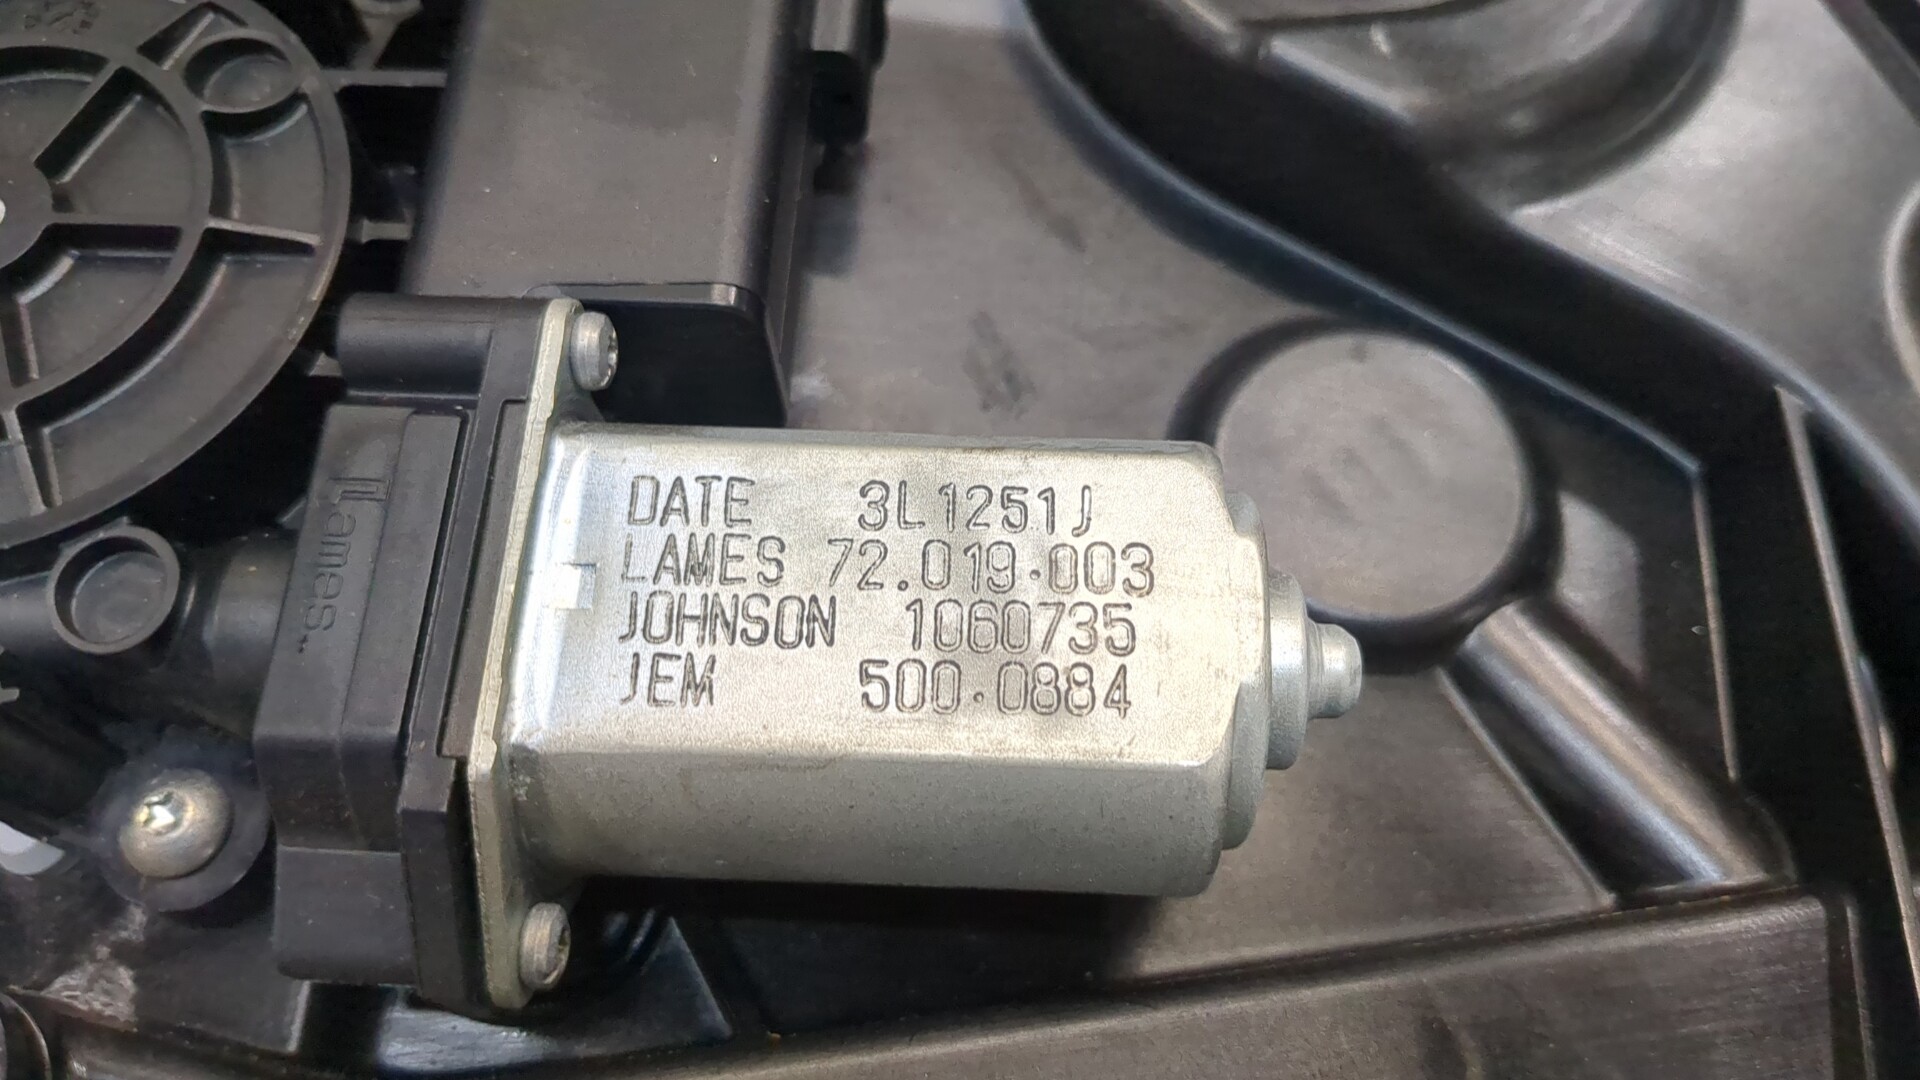 DATE 3L1251J
LAMES 72.019.003
JOHNSON 1060735
JEM 500.0884
Lames